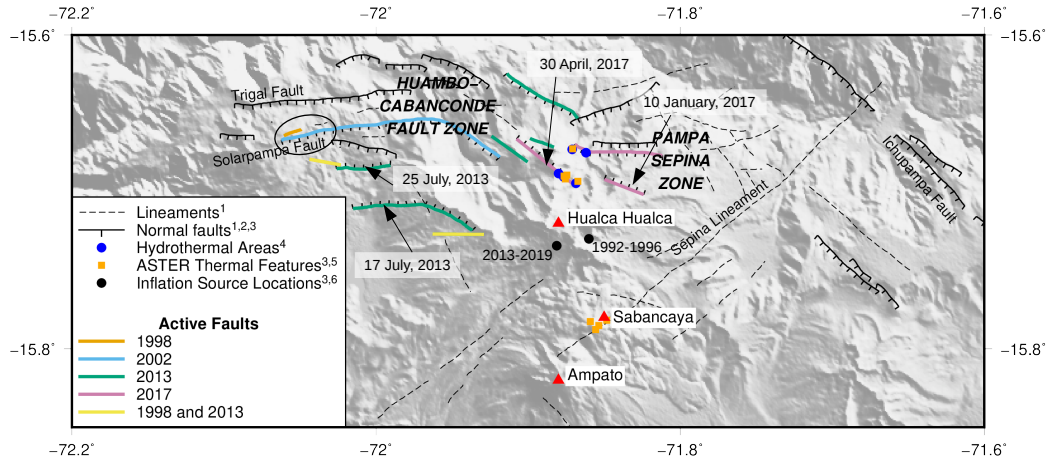 −72.2˚
−72
−71.8˚
−71.6˚
−15.6˚
−15.6˚
30 April, 2017
HUAMBO−
CABANCONDE
FAULT ZONE
Trigal Fault
10 January, 2017
PAMPA
SEPINA
ZONE
Solarpampa Fault
Ichupampa Fault
25 July, 2013
Sepina Lineament
Hualca Hualca
1992-1996
2013-2019
17 July, 2013
Lineaments1
Normal faults1,2,3
Hydrothermal Areas4
ASTER Thermal Features3,5
Inflation Source Locations3,6
Active Faults
1998
2002
2013
2017
1998 and 2013
Sabancaya
Ampato
−15.8˚
−15.8˚
−72.2˚
−72˚
−71.8˚
−71.6˚